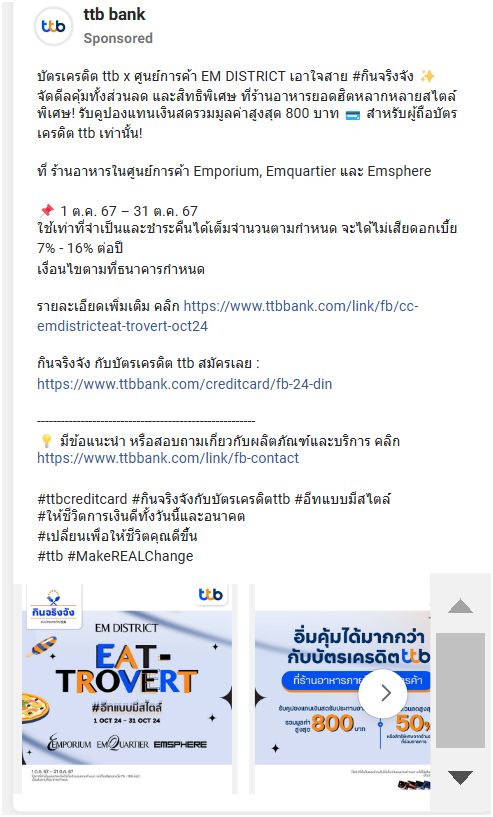 ttb
ttb bank
Sponsored
บัตรเครดิต ttb x ศูนย์การค้า EM DISTRICT เอาใจสาย #กินจริงจัง ✨
จัดดีลคุ้มทั้งส่วนลด และสิทธิพิเศษ ที่ร้านอาหารยอดฮิตหลากหลายสไตล์
พิเศษ! รับคูปองแทนเงินสดรวมมูลค่าสูงสุด 800 บาท 💳 สำหรับผู้ถือบัตร
เครดิต ttb เท่านั้น!
ที่ ร้านอาหารในศูนย์การค้า Emporium, Emquartier และ Emsphere
📌 1 ต.ค. 67 – 31 ต.ค. 67
ใช้เท่าที่จำเป็นและชำระคืนได้เต็มจำนวนตามกำหนด จะได้ไม่เสียดอกเบี้ย
7% - 16% ต่อปี
เงื่อนไขตามที่ธนาคารกำหนด
รายละเอียดเพิ่มเติม คลิก https://www.ttbbank.com/link/fb/cc-
emdistricteat-trovert-oct24
กินจริงจัง กับบัตรเครดิต ttb สมัครเลย :
https://www.ttbbank.com/creditcard/fb-24-din
-------------------------------------------------------
💡 มีข้อแนะนำ หรือสอบถามเกี่ยวกับผลิตภัณฑ์และบริการ คลิก
https://www.ttbbank.com/link/fb-contact
#ttbcreditcard #กินจริงจังกับบัตรเครดิตttb #อีทแบบมีสไตล์
#ให้ชีวิตการเงินดีทั้งวันนี้และอนาคต
#เปลี่ยนเพื่อให้ชีวิตคุณดีขึ้น
#ttb #MakeREALChange
กินจริงจัง
ttb
EM DISTRICT
EAT-
TROVERT
#อีทแบบมีสไตล์
1 OCT 24 - 31 OCT 24
EMPORIUM EMQUARTIER EMSPHERE
1 ต.ค. 67 – 31 ต.ค. 67
อิ่มคุ้มได้มากกว่า
กับบัตรเครดิต ttb
ที่ร้านอาหารภาย
การค้า
รวมมูลค่า
สูงสุด 800 บาท
50%